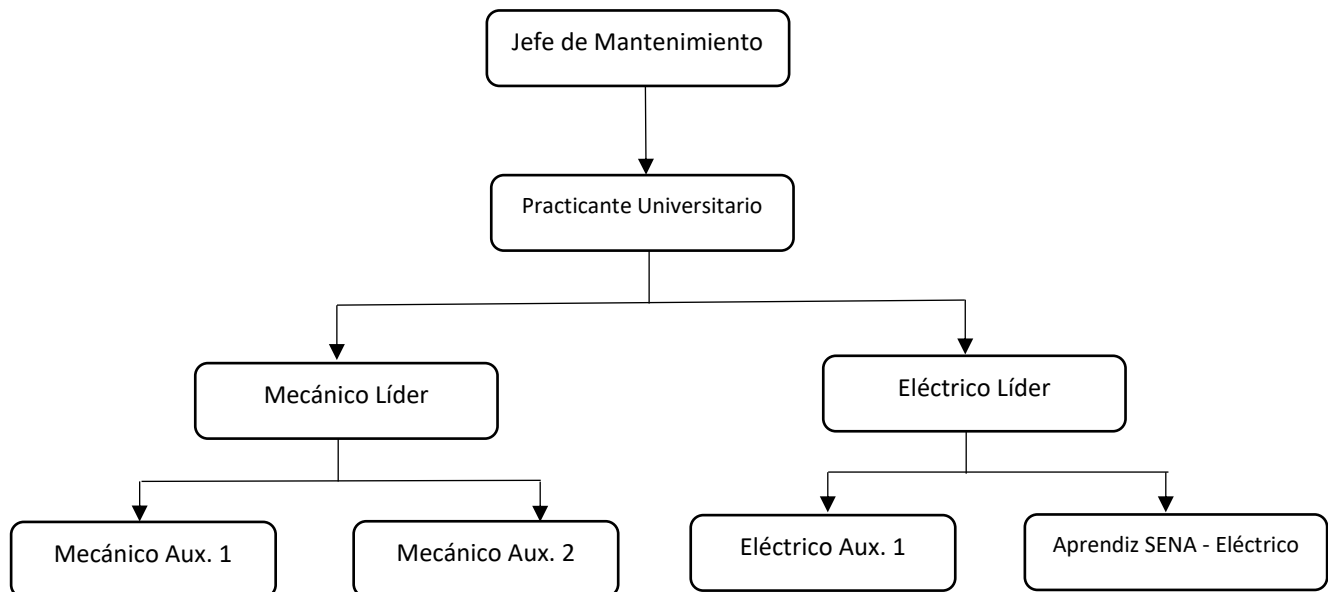 Jefe de Mantenimiento
Practicante Universitario
Mecánico Líder
Eléctrico Líder
Mecánico Aux. 1
Mecánico Aux. 2
Eléctrico Aux. 1
Aprendiz SENA - Eléctrico